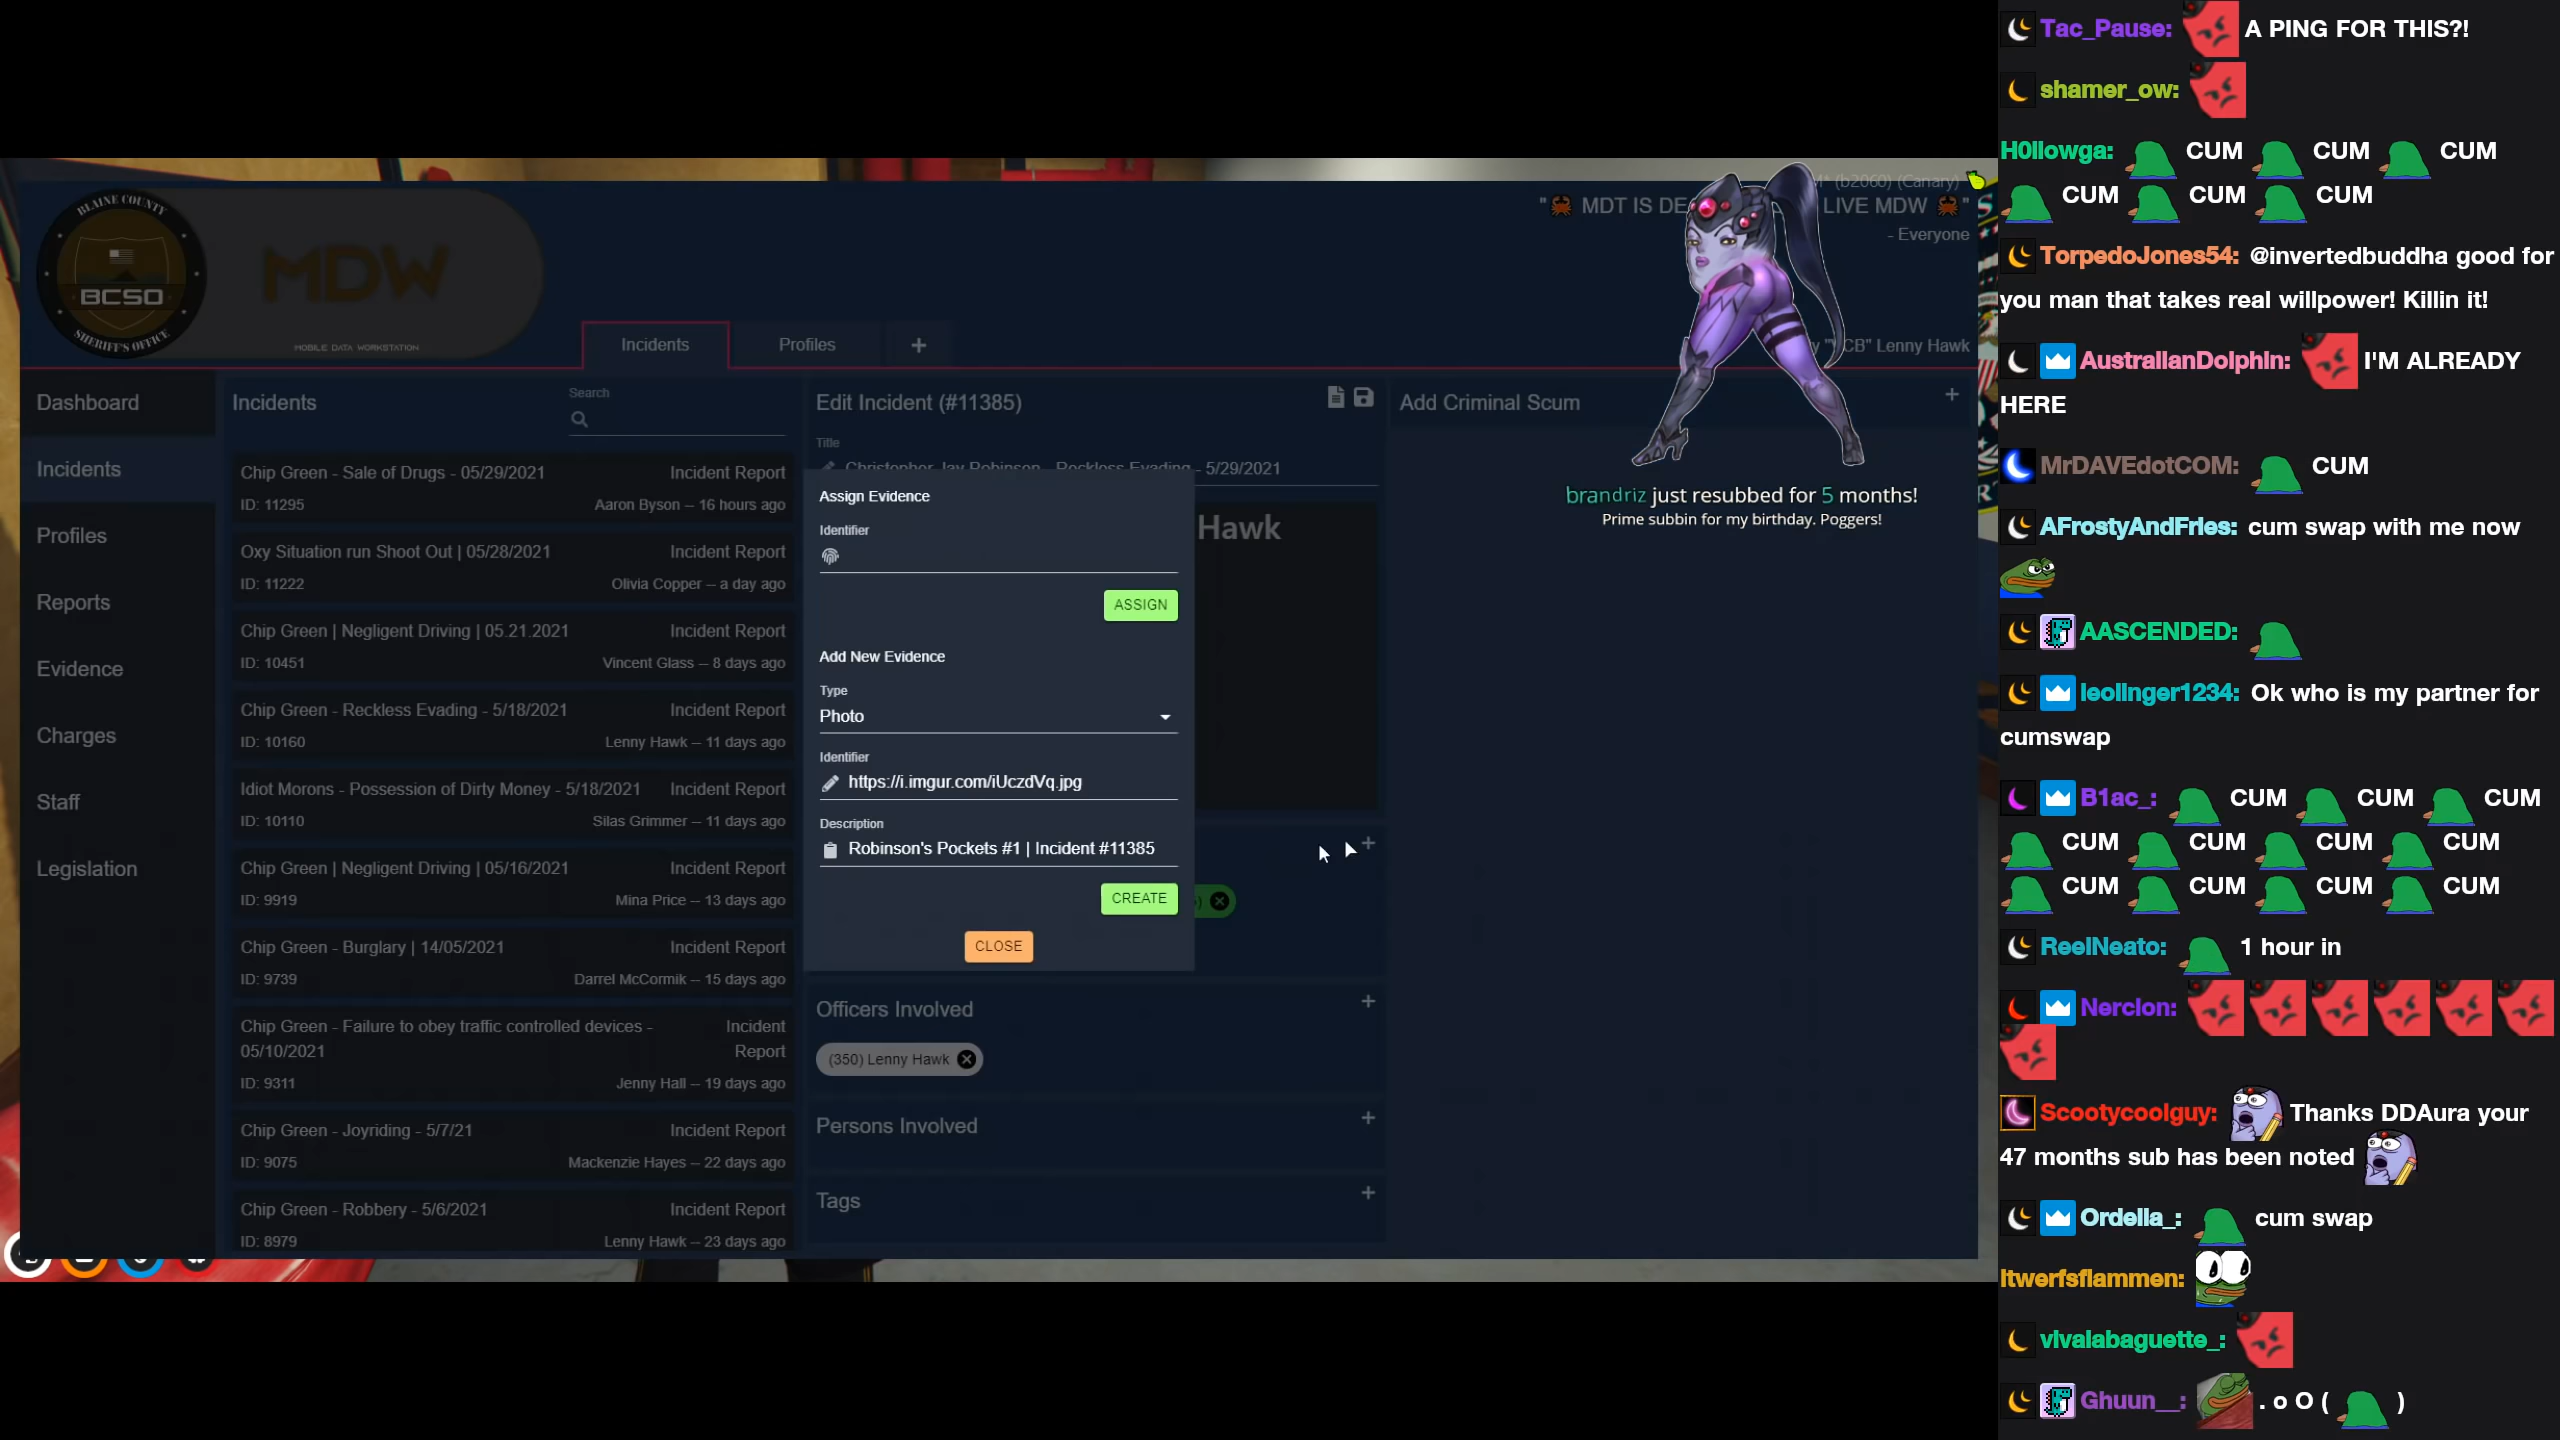 BLAINE COUNTY
BCSO
SHERIFF'S OFFICE
MDW
MOBILE DATA WORKSTATION
(b2060) (Canary)
"🦀 MDT IS DE
LIVE MDW 🦀"
- Everyone
CB" Lenny Hawk
Incidents
Profiles
+
Dashboard
Incidents
Profiles
Reports
Evidence
Charges
Staff
Legislation
Incidents
Search
Chip Green - Sale of Drugs - 05/29/2021
Incident Report
ID: 11295
Aaron Byson -- 16 hours ago
Oxy Situation run Shoot Out | 05/28/2021
Incident Report
ID: 11222
Olivia Copper -- a day ago
Chip Green | Negligent Driving | 05.21.2021
Incident Report
ID: 10451
Vincent Glass -- 8 days ago
Chip Green - Reckless Evading - 5/18/2021
Incident Report
ID: 10160
Lenny Hawk -- 11 days ago
Idiot Morons - Possession of Dirty Money - 5/18/2021
Incident Report
ID: 10110
Silas Grimmer -- 11 days ago
Chip Green | Negligent Driving | 05/16/2021
Incident Report
ID: 9919
Mina Price -- 13 days ago
Chip Green - Burglary | 14/05/2021
Incident Report
ID: 9739
Darrel McCormik -- 15 days ago
Chip Green - Failure to obey traffic controlled devices -
05/10/2021
Incident
Report
ID: 9311
Jenny Hall -- 19 days ago
Chip Green - Joyriding - 5/7/21
Incident Report
ID: 9075
Mackenzie Hayes -- 22 days ago
Chip Green - Robbery - 5/6/2021
Incident Report
ID: 8979
Lenny Hawk -- 23 days ago
Edit Incident (#11385)
Title
Christopher Jay Robinson - Reckless Evading - 5/29/2021
Hawk
Assign Evidence
Identifier
ASSIGN
Add New Evidence
Type
Photo
Identifier
https://i.imgur.com/iUczdVq.jpg
Description
Robinson's Pockets #1 | Incident #11385
CREATE
CLOSE
Officers Involved
(350) Lenny Hawk
Persons Involved
Tags
Add Criminal Scum
brandriz just resubbed for 5 months!
Prime subbin for my birthday. Poggers!
Tac_Pause: A PING FOR THIS?!
shamer_ow:
H0llowga: CUM CUM CUM
CUM CUM CUM
TorpedoJones54: @invertedbuddha good for
you man that takes real willpower! Killin it!
AustralianDolphin: I'M ALREADY
HERE
MrDAVEdotCOM: CUM
AFrostyAndFries: cum swap with me now
AASCENDED:
leolinger1234: Ok who is my partner for
cumswap
B1ac_: CUM CUM CUM
CUM CUM CUM CUM
CUM CUM CUM CUM
ReelNeato: 1 hour in
Nercion:
Scootycoolguy: Thanks DDAura your
47 months sub has been noted
Ordella_: cum swap
itwerfsflammen:
vivalabaguette_:
Ghuun__: . o O ( )